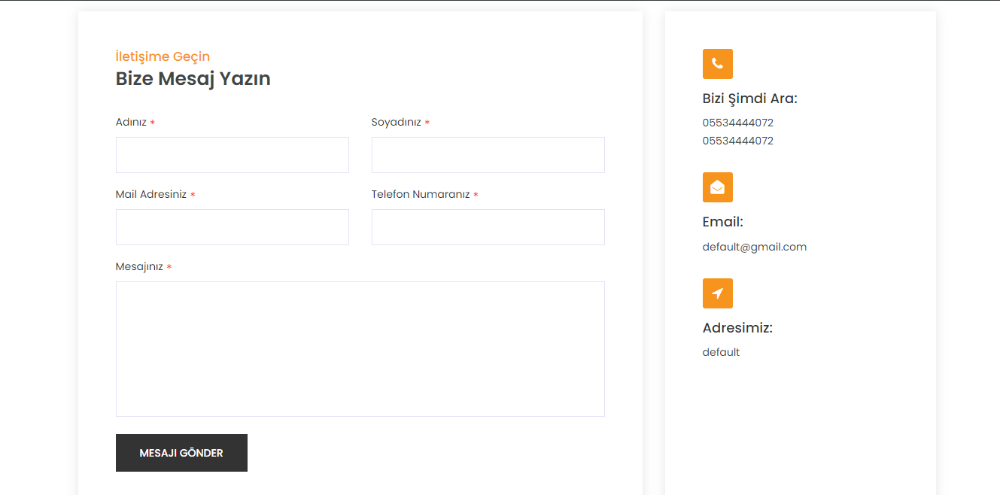 İletişime Geçin
Bize Mesaj Yazın
Adınız *
Soyadınız *
Mail Adresiniz *
Telefon Numaranız *
Mesajınız *
MESAJI GÖNDER
Bizi Şimdi Ara:
05534444072
05534444072
Email:
default@gmail.com
Adresimiz:
default